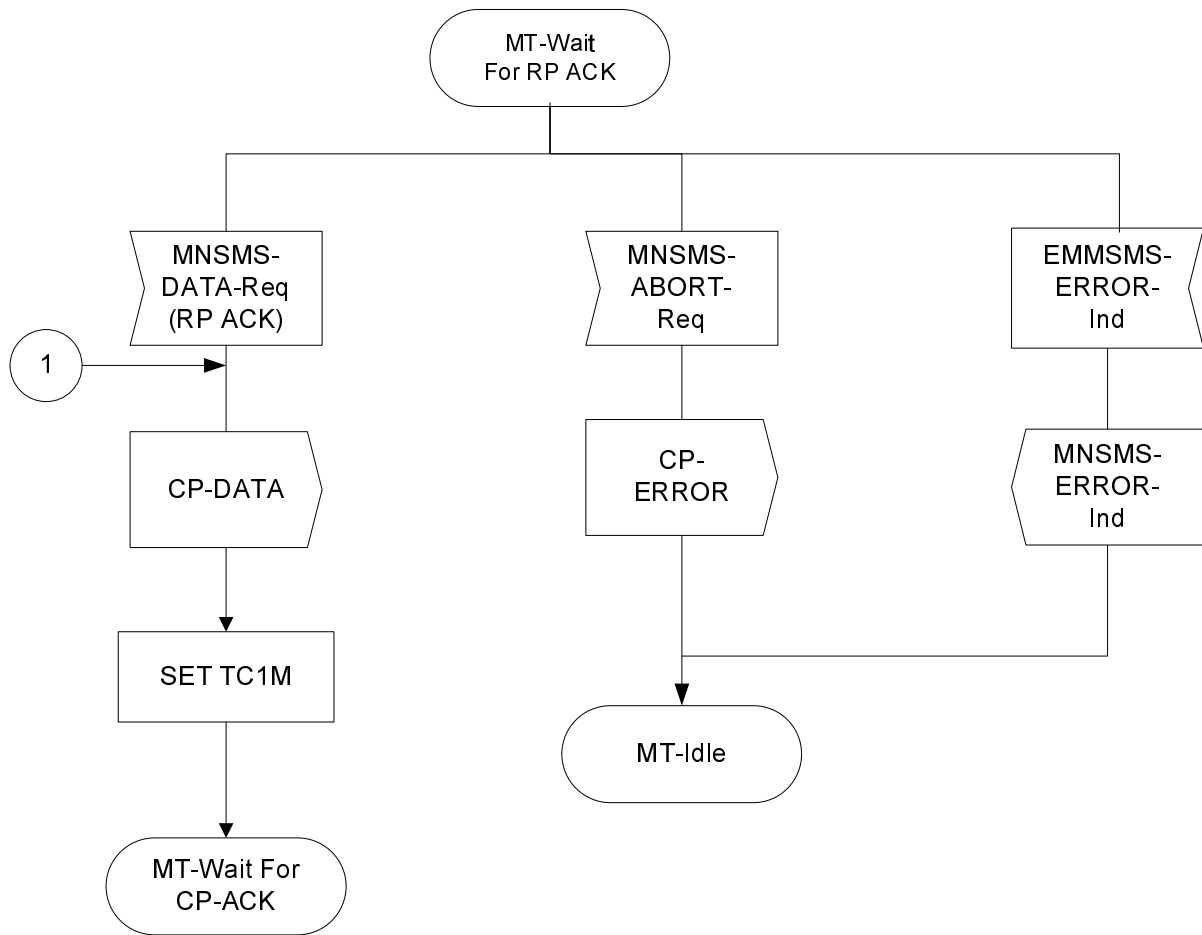 MT-Wait
For RP ACK
MNSMS-
DATA-Req
(RP ACK)
MNSMS-
ABORT-
Req
EMMSMS-
ERROR-
Ind
1
CP-DATA
CP-
ERROR
MNSMS-
ERROR-
Ind
SET TC1M
MT-Idle
MT-Wait For
CP-ACK